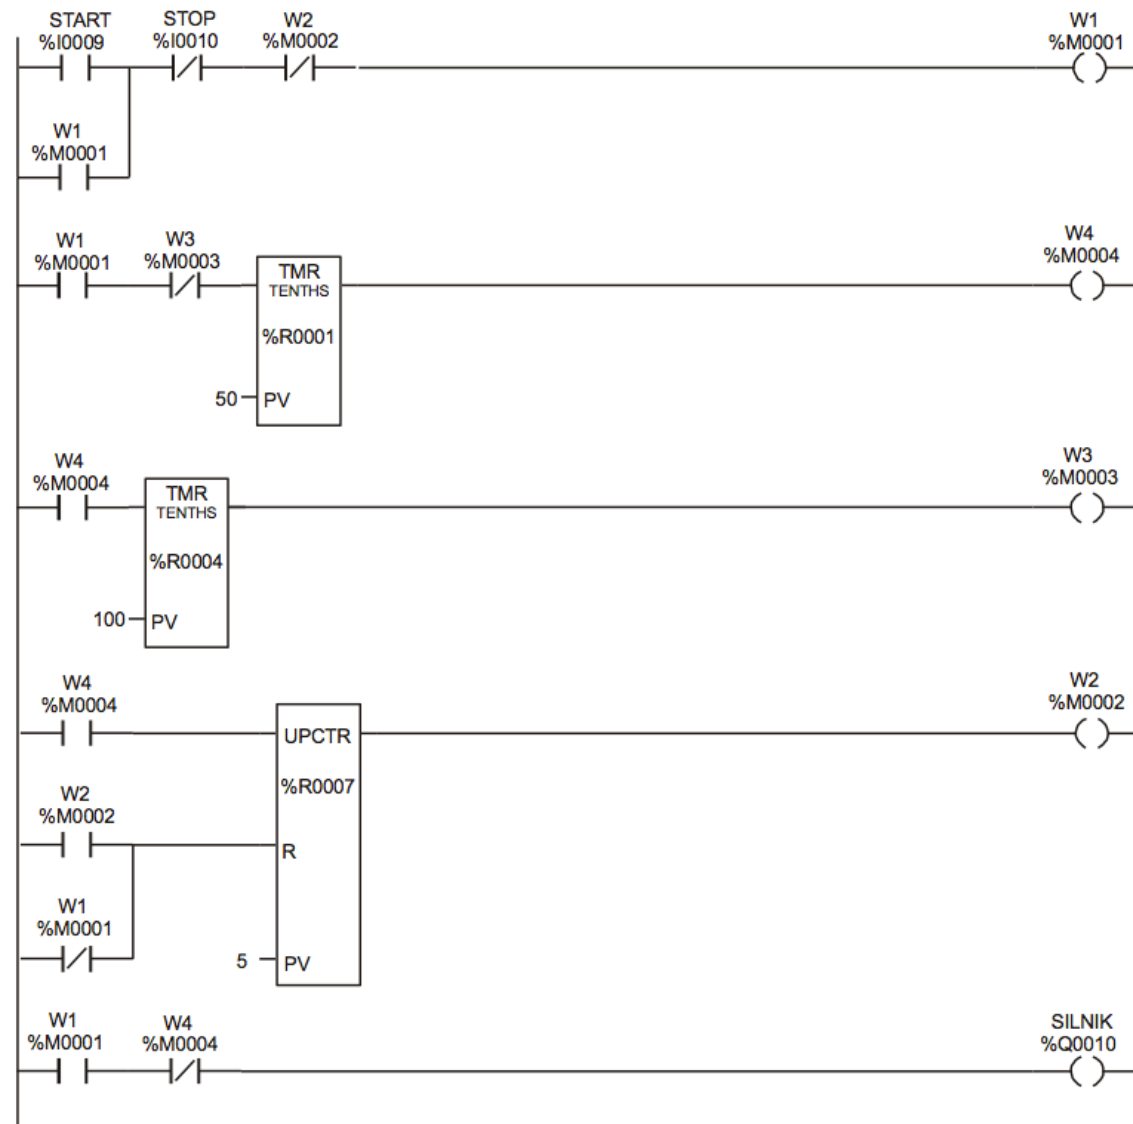 START
%I0009
STOP
%I0010
W2
%M0002
W1
%M0001
W1
%M0001
W1
%M0001
W3
%M0003
TMR
TENTHS
%R0001
50
PV
W4
%M0004
W4
%M0004
TMR
TENTHS
%R0004
100
PV
W3
%M0003
W4
%M0004
UPCTR
%R0007
W2
%M0002
W2
%M0002
R
W1
%M0001
5
PV
W1
%M0001
W4
%M0004
SILNIK
%Q0010